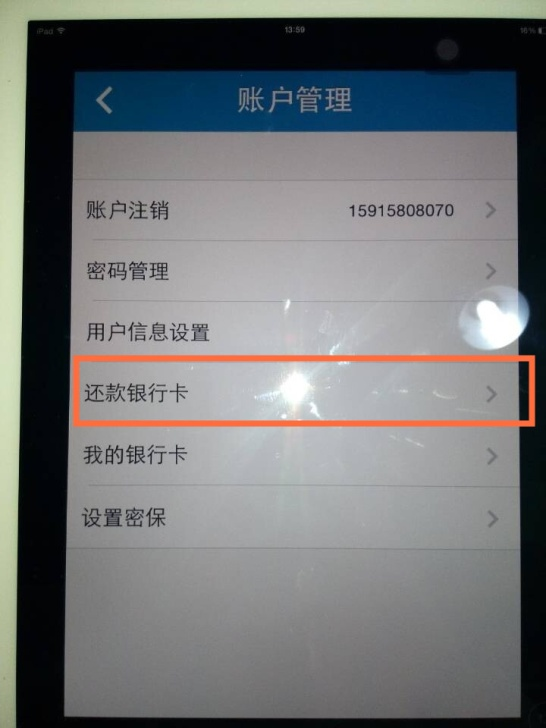 iPad 13:59 16%
账户管理
账户注销 15915808070
密码管理
用户信息设置
还款银行卡
我的银行卡
设置密保